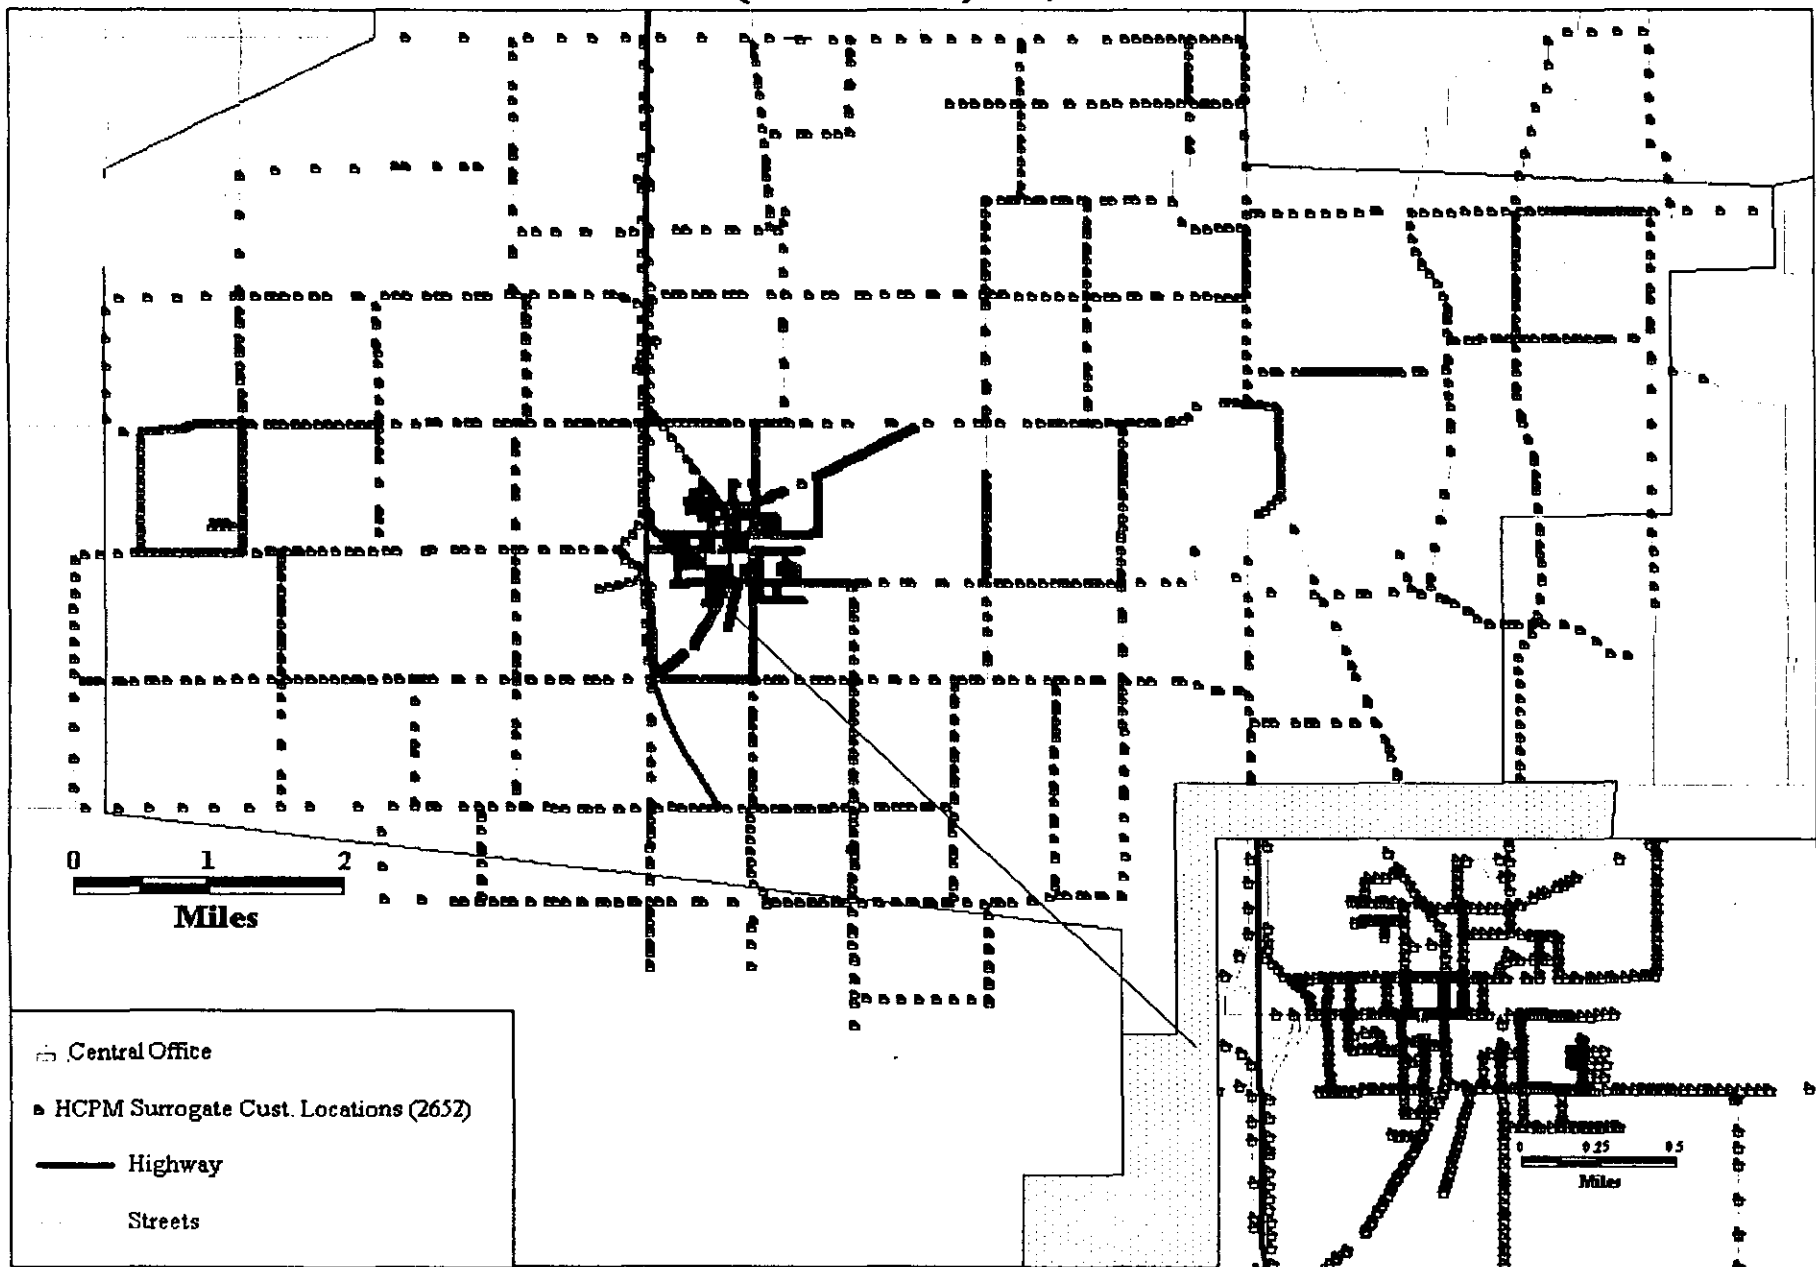 0 1 2
Miles
Central Office
HCPM Surrogate Cust. Locations (2652)
Highway
Streets
0 0.25 0.5
Miles